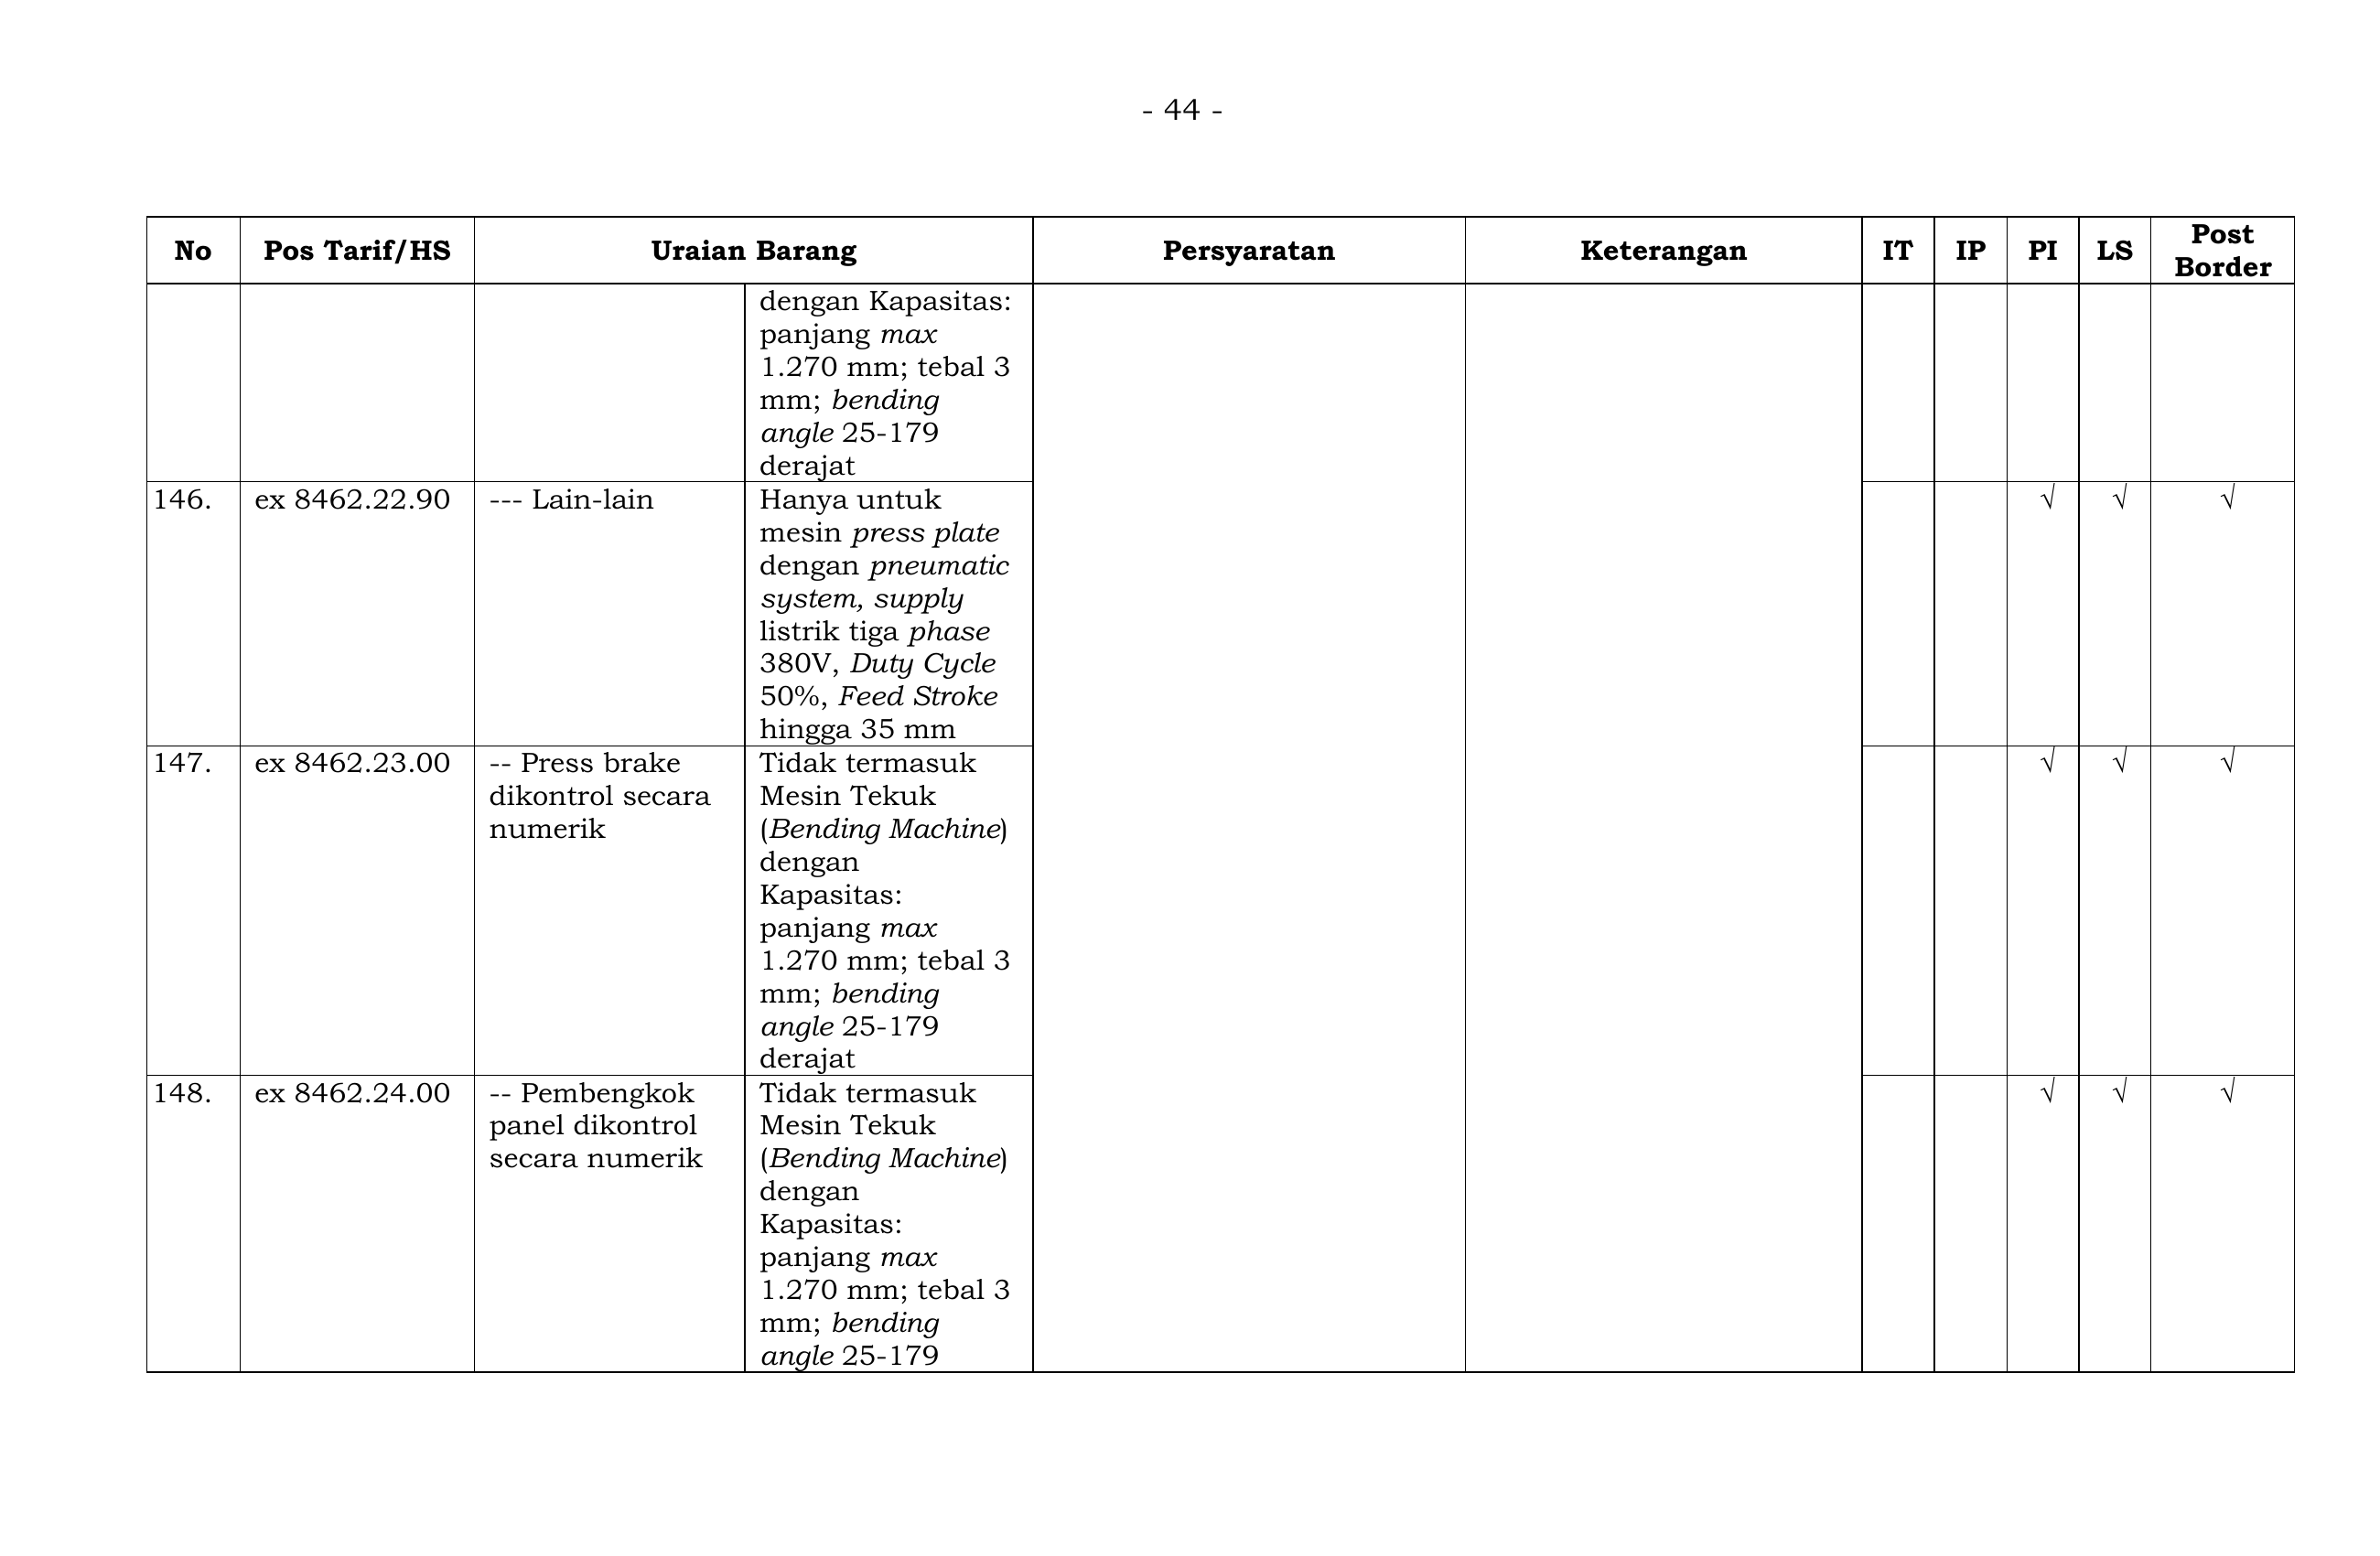 - 44 -
No Pos Tarif/HS Uraian Barang Persyaratan Keterangan IT IP PI LS Post Border
dengan Kapasitas:
panjang max
1.270 mm; tebal 3
mm; bending
angle 25-179
derajat
146. ex 8462.22.90 --- Lain-lain Hanya untuk √ √ √
mesin press plate
dengan pneumatic
system, supply
listrik tiga phase
380V, Duty Cycle
50%, Feed Stroke
hingga 35 mm
147. ex 8462.23.00 -- Press brake Tidak termasuk √ √ √
dikontrol secara Mesin Tekuk
numerik (Bending Machine)
dengan
Kapasitas:
panjang max
1.270 mm; tebal 3
mm; bending
angle 25-179
derajat
148. ex 8462.24.00 -- Pembengkok Tidak termasuk √ √ √
panel dikontrol Mesin Tekuk
secara numerik (Bending Machine)
dengan
Kapasitas:
panjang max
1.270 mm; tebal 3
mm; bending
angle 25-179